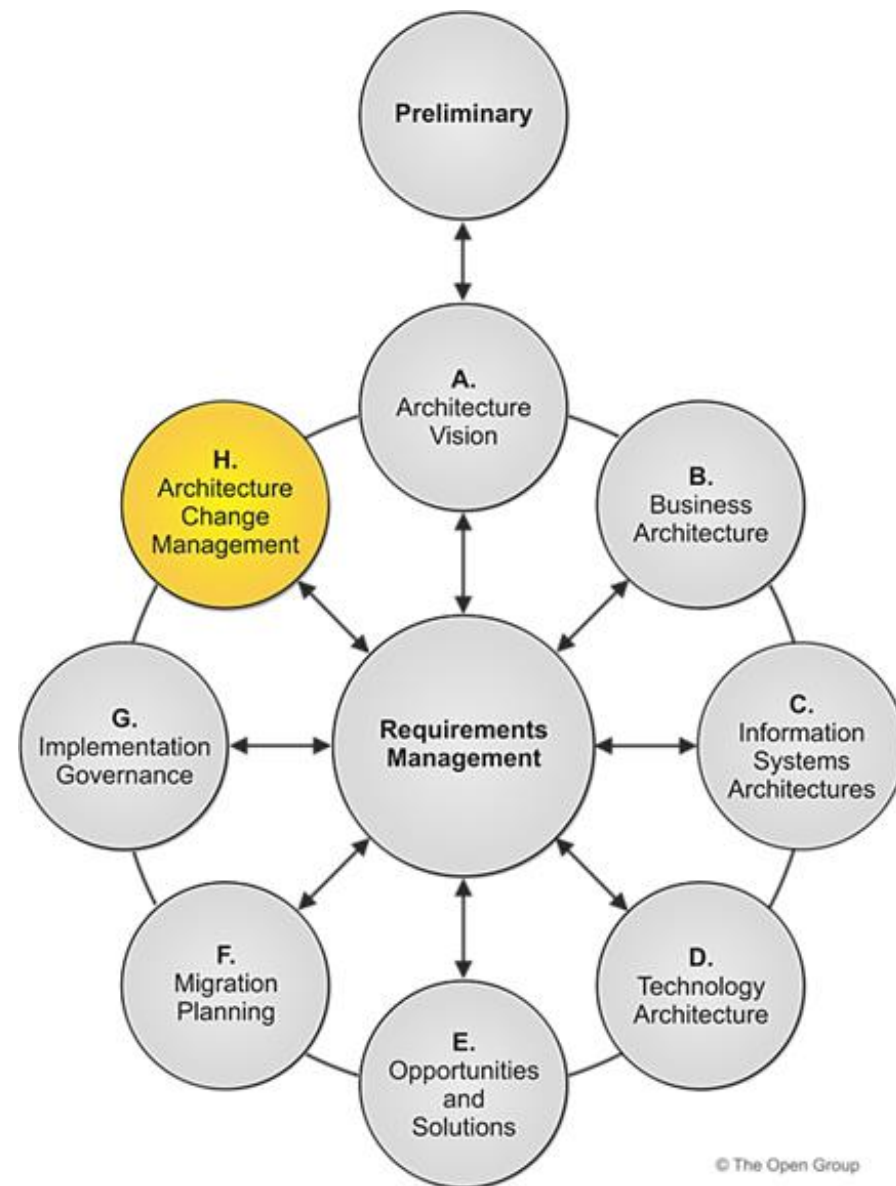 Preliminary
A.
Architecture
Vision
B.
Business
Architecture
C.
Information
Systems
Architectures
D.
Technology
Architecture
E.
Opportunities
and
Solutions
F.
Migration
Planning
G.
Implementation
Governance
H.
Architecture
Change
Management
Requirements
Management
© The Open Group